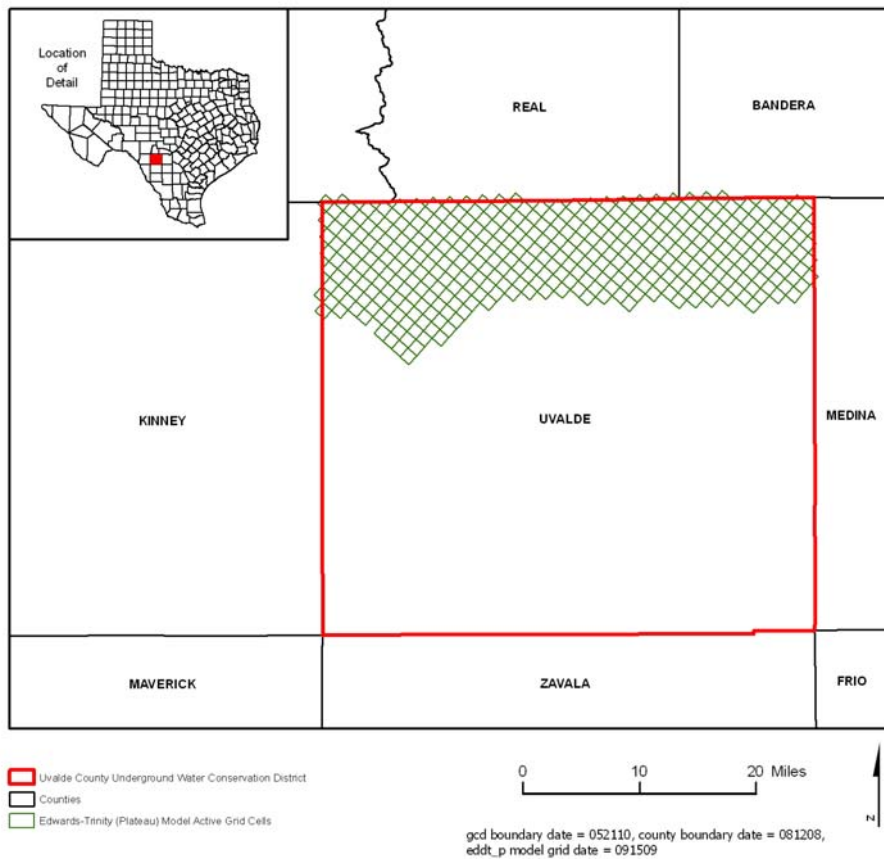 Location
of
Detail
REAL
BANDERA
KINNEY
UVALDE
MEDINA
MAVERICK
ZAVALA
FRIO
Uvalde County Underground Water Conservation District
Counties
Edwards-Trinity (Plateau) Model Active Grid Cells
0 10 20 Miles
N
gcd boundary date = 052110, county boundary date = 081208,
eddt_p model grid date = 091509